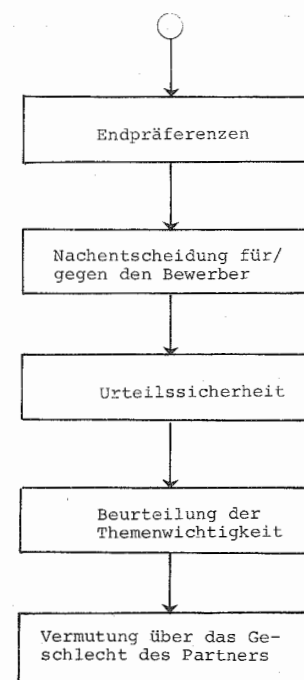 Endpräferenzen
Nachentscheidung für/
gegen den Bewerber
Urteilssicherheit
Beurteilung der
Themenwichtigkeit
Vermutung über das Ge-
schlecht des Partners